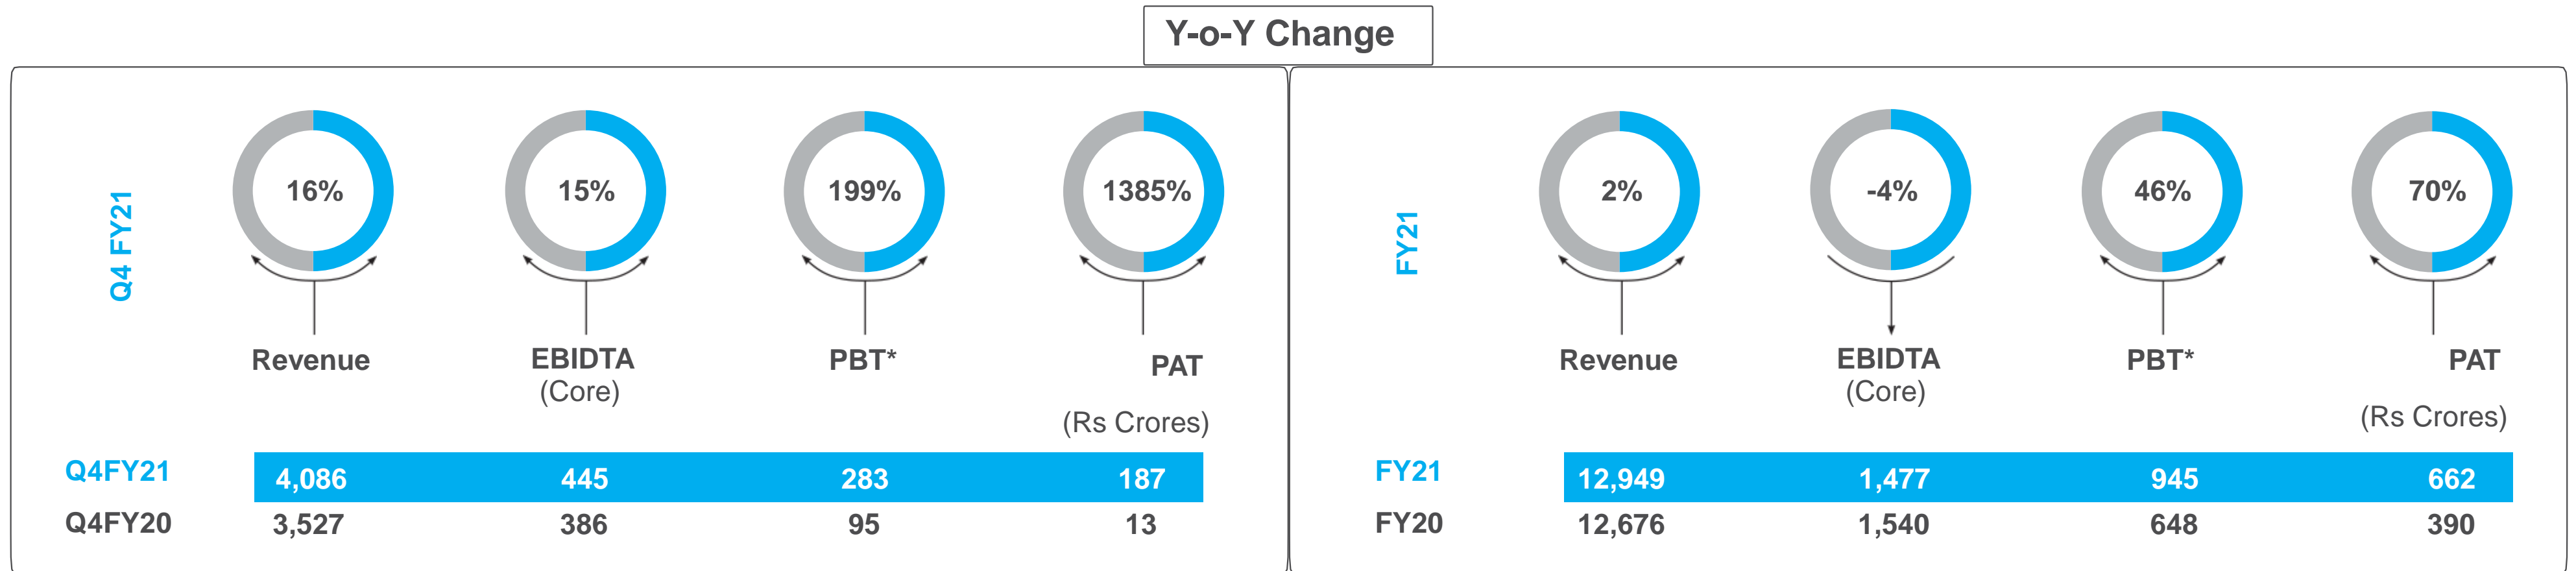 Y-o-Y Change
Q4 FY21
16%
15%
199%
1385%
Revenue
EBIDTA
(Core)
PBT*
PAT
(Rs Crores)
Q4FY21 4,086 445 283 187
Q4FY20 3,527 386 95 13
FY21
2%
-4%
46%
70%
Revenue
EBIDTA
(Core)
PBT*
PAT
(Rs Crores)
FY21 12,949 1,477 945 662
FY20 12,676 1,540 648 390